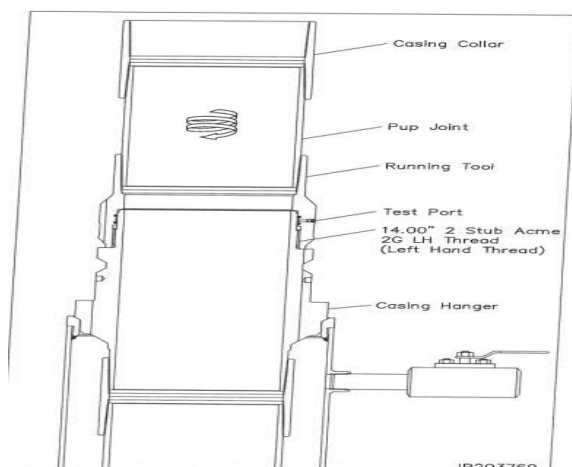 Casing Collar
Pup Joint
Running Tool
Test Port
14.00" 2 Stub Acme
2G LH Thread
(Left Hand Thread)
Casing Hanger